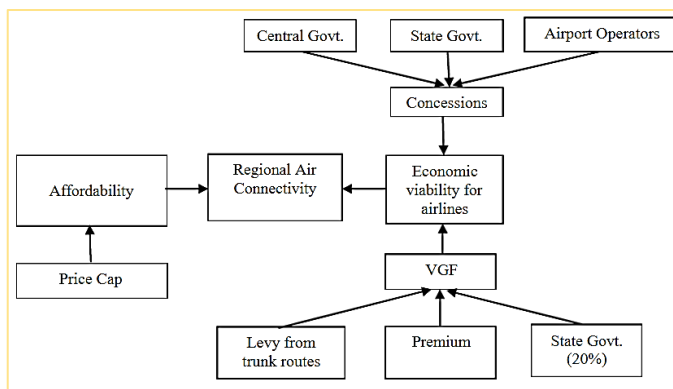 Central Govt.
State Govt.
Airport Operators
Concessions
Affordability
Regional Air
Connectivity
Economic
viability for
airlines
Price Cap
VGF
Levy from
trunk routes
Premium
State Govt.
(20%)